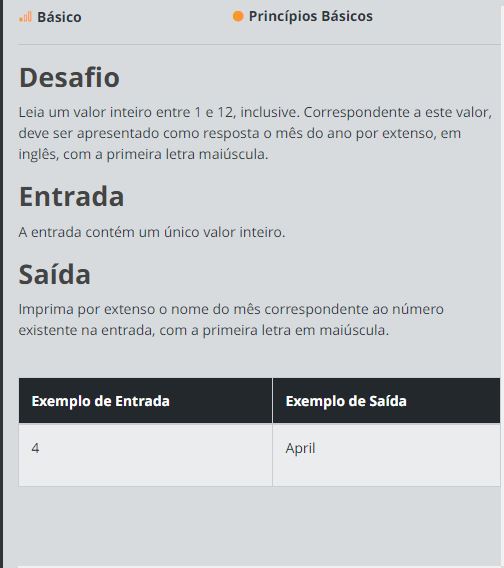 Básico
Princípios Básicos
Desafio
Leia um valor inteiro entre 1 e 12, inclusive. Correspondente a este valor,
deve ser apresentado como resposta o mês do ano por extenso, em
inglês, com a primeira letra maiúscula.
Entrada
A entrada contém um único valor inteiro.
Saída
Imprima por extenso o nome do mês correspondente ao número
existente na entrada, com a primeira letra em maiúscula.
Exemplo de Entrada
Exemplo de Saída
4
April